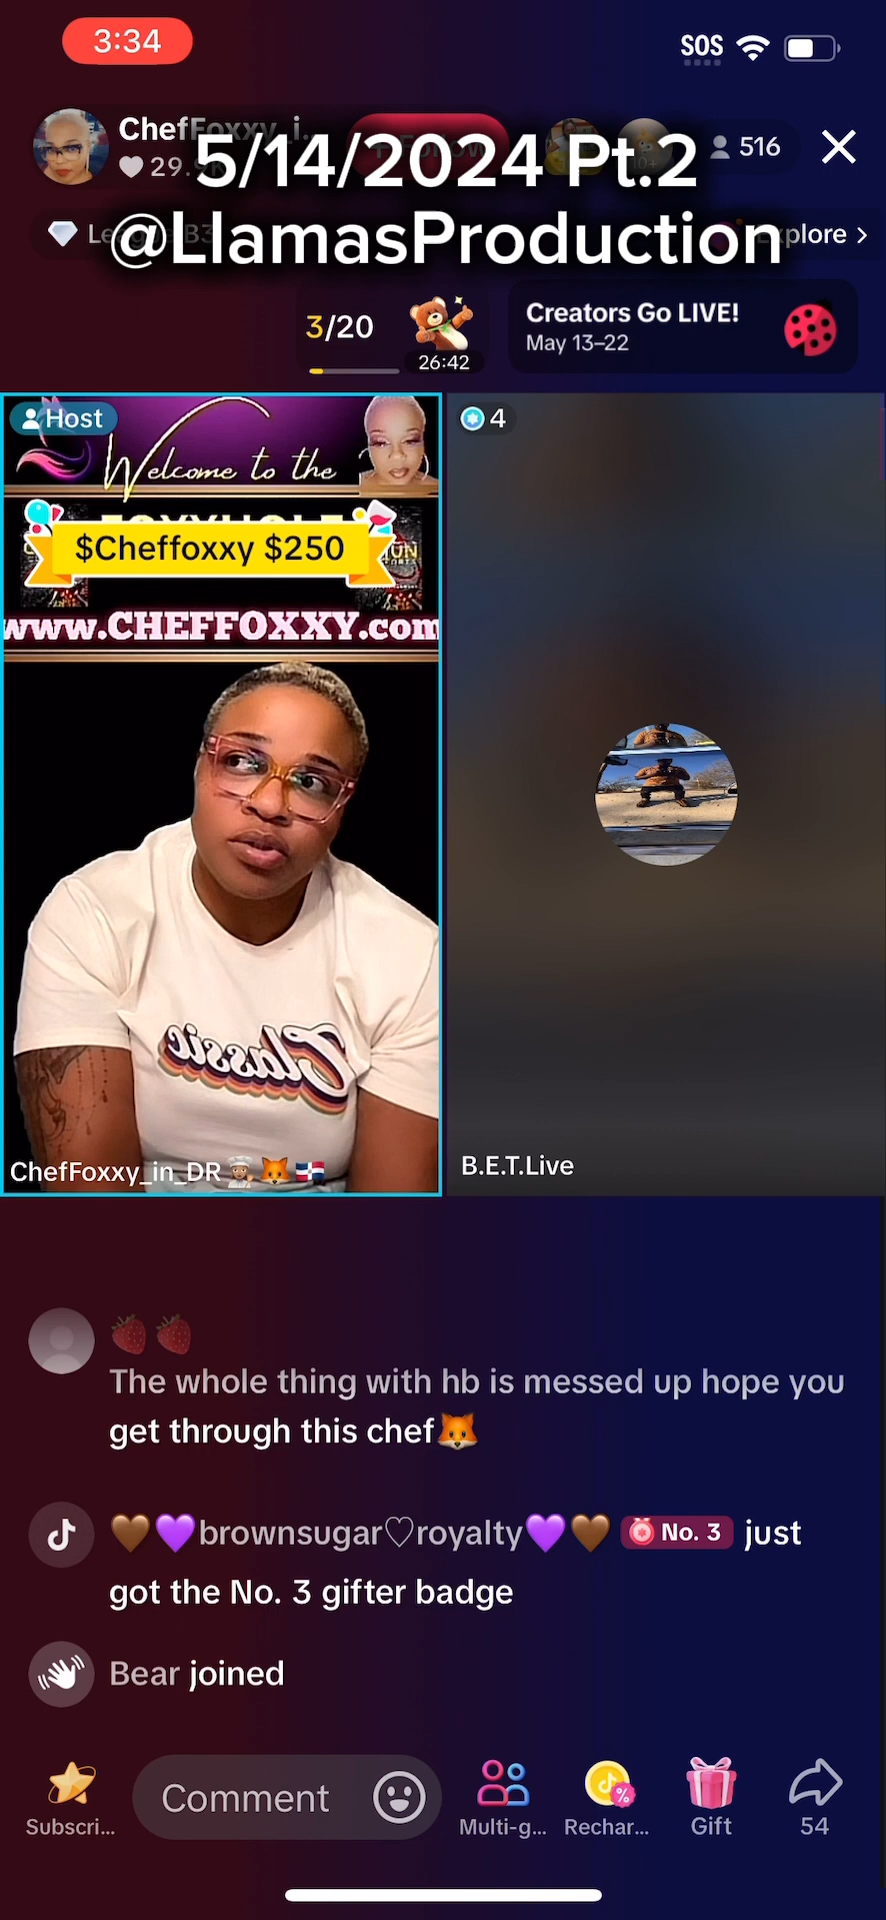 3:34
SOS
ChefFoxxy_i...
516
5/14/2024 Pt.2
@LlamasProduction
Explore >
3/20
26:42
Creators Go LIVE!
May 13–22
Host
4
Welcome to the
$Cheffoxxy $250
www.CHEFFOXXY.com
Classic
ChefFoxxy_in_DR
B.E.T.Live
The whole thing with hb is messed up hope you
get through this chef🦊
🤎💜brownsugar♡royalty💜🤎 No. 3 just
got the No. 3 gifter badge
Bear joined
Comment
Subscri...
Multi-g...
Rechar...
Gift
54